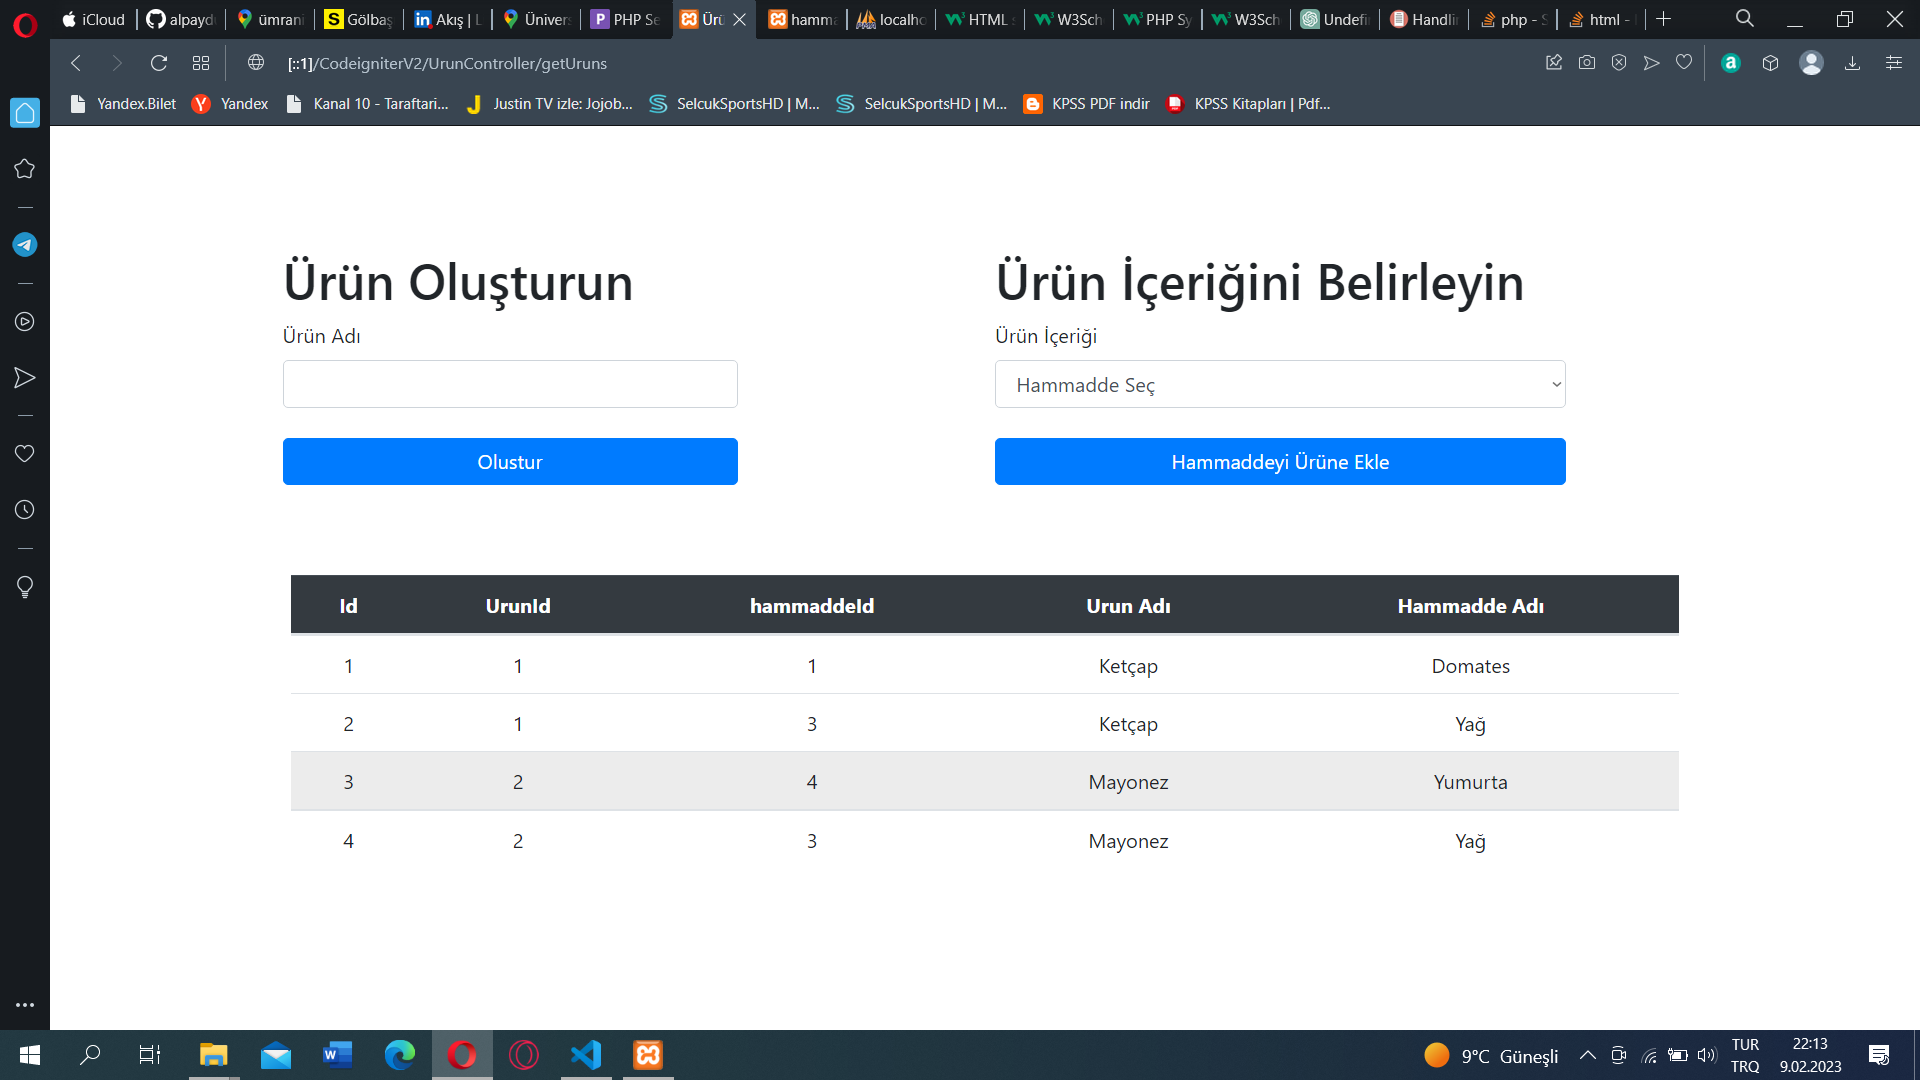 iCloud
alpayd
ümrani
Gölbaş
Akış | L
Univers
PHP Se
Ürü
hamma
localho
HTML
W3Sch
PHP Sy
W3Sch
Undefi
Handli
php - S
html -
[::1]/CodeigniterV2/UrunController/getUruns
Yandex.Bilet
Yandex
Kanal 10 - Taraftari...
Justin TV izle: Jojob...
SelcukSportsHD | M...
SelcukSportsHD | M...
KPSS PDF indir
KPSS Kitapları | Pdf...
Ürün Oluşturun
Ürün Adı
Olustur
Ürün İçeriğini Belirleyin
Ürün İçeriği
Hammadde Seç
Hammaddeyi Ürüne Ekle
Id UrunId hammaddeId Urun Adı Hammadde Adı
1 1 1 Ketçap Domates
2 1 3 Ketçap Yağ
3 2 4 Mayonez Yumurta
4 2 3 Mayonez Yağ
9°C Güneşli
TUR
TRQ
22:13
9.02.2023